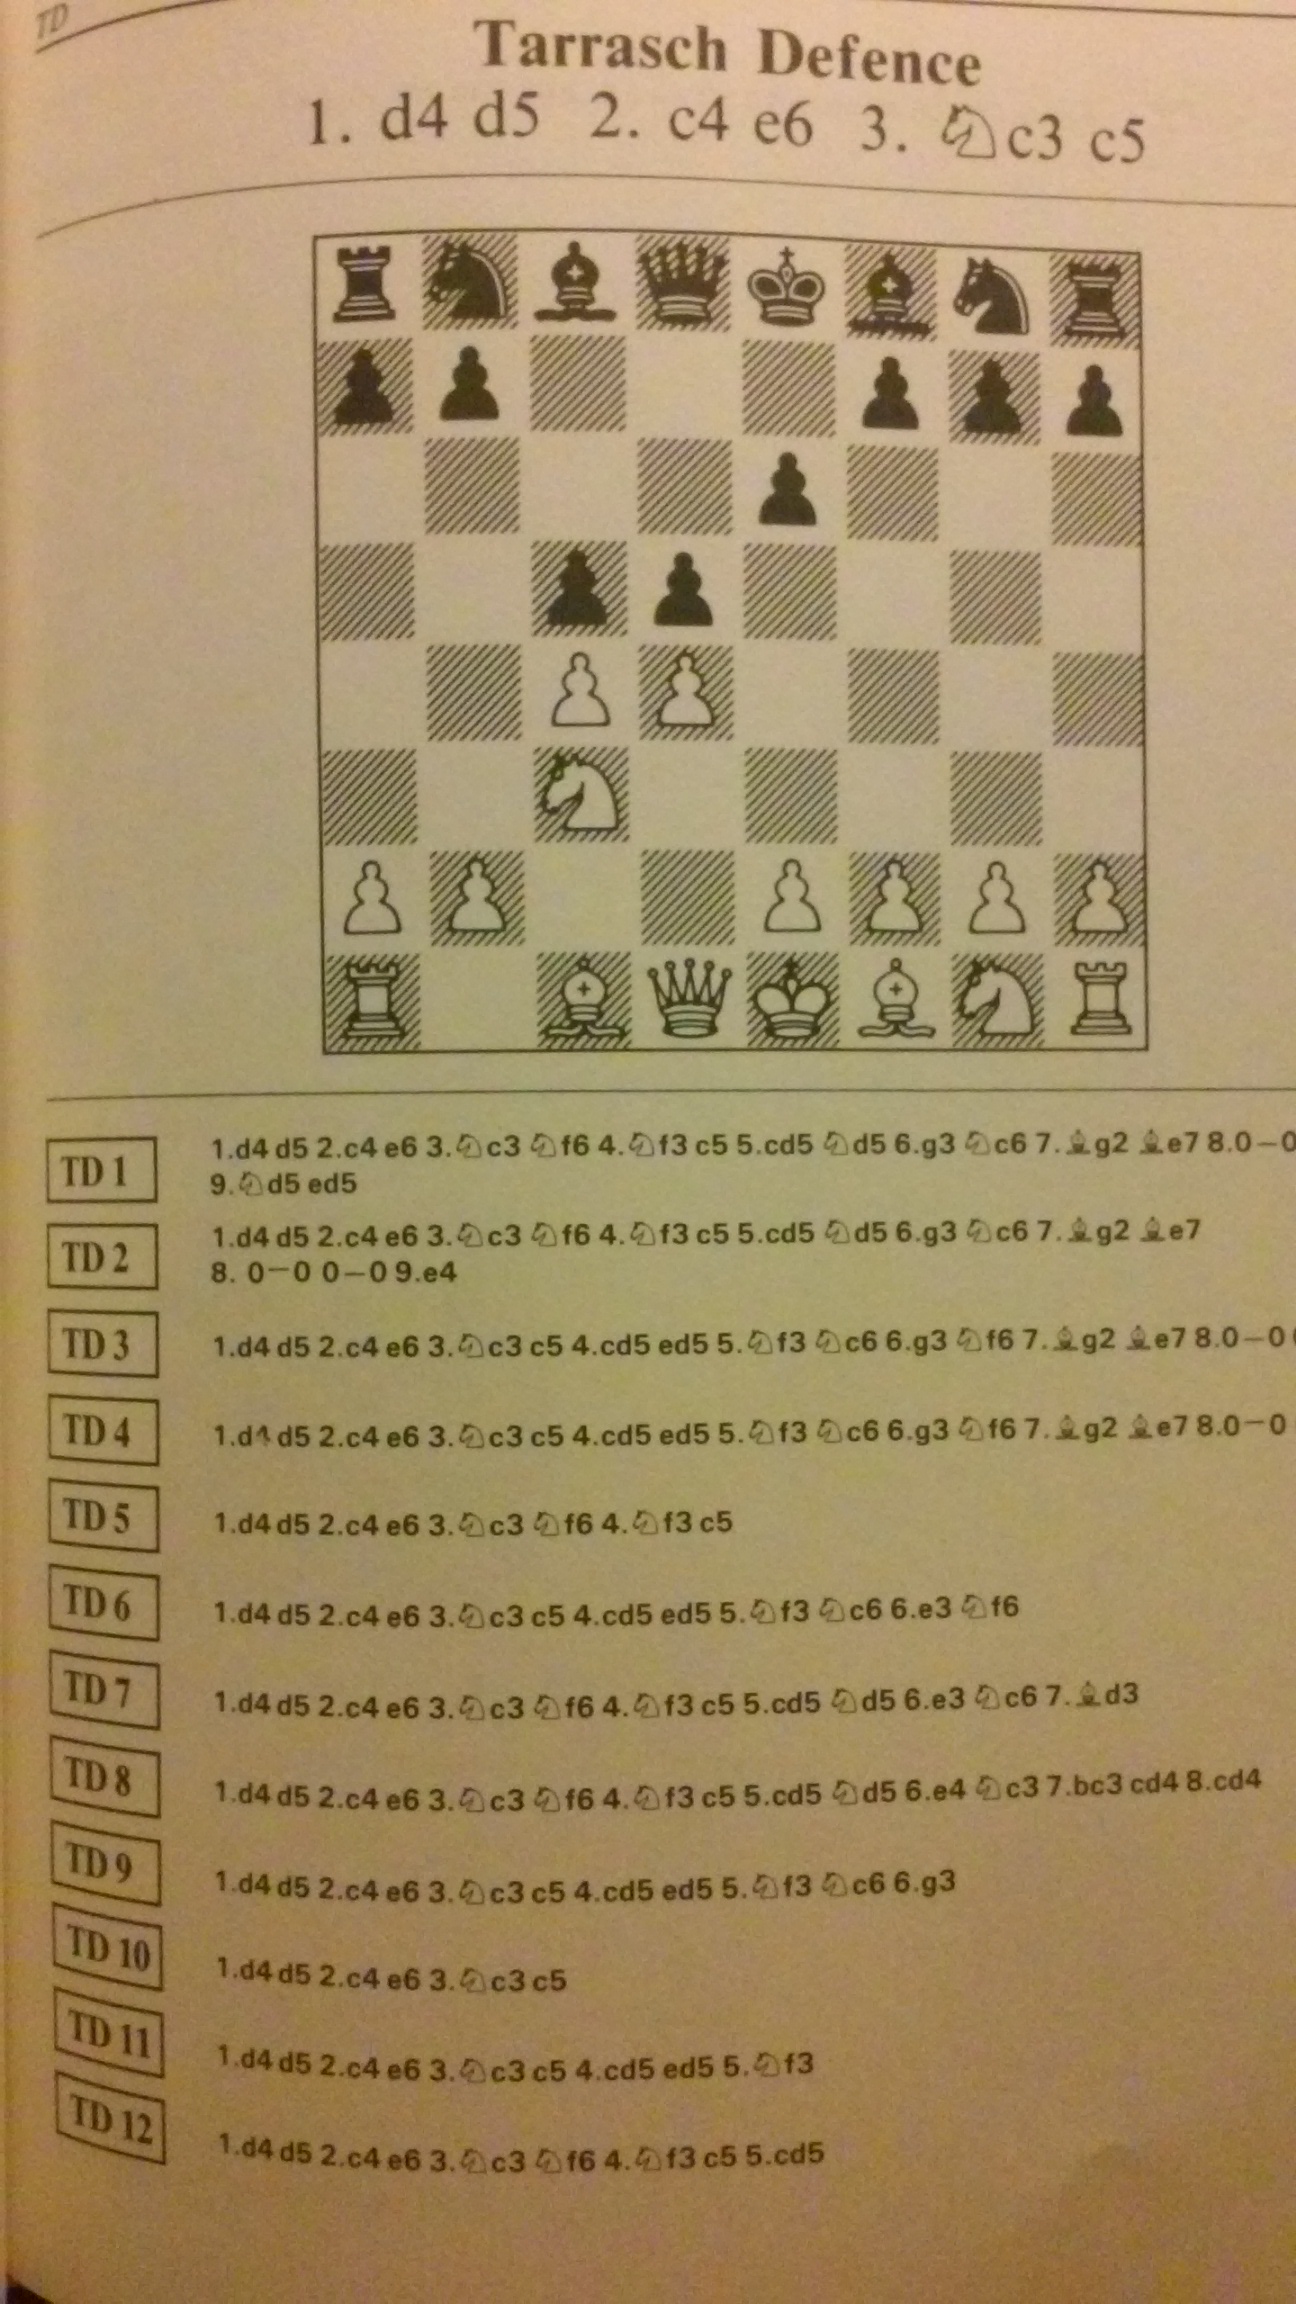 TD
Tarrasch Defence
1. d4 d5 2. c4 e6 3. ♘c3 c5
TD 1
1.d4 d5 2.c4 e6 3.♘c3 ♘f6 4.♘f3 c5 5.cd5 ♘d5 6.g3 ♘c6 7.♗g2 ♗e7 8.0–0
9.♘d5 ed5
TD 2
1.d4 d5 2.c4 e6 3.♘c3 ♘f6 4.♘f3 c5 5.cd5 ♘d5 6.g3 ♘c6 7.♗g2 ♗e7
8. 0–0 0–0 9.e4
TD 3
1.d4 d5 2.c4 e6 3.♘c3 c5 4.cd5 ed5 5.♘f3 ♘c6 6.g3 ♘f6 7.♗g2 ♗e7 8.0–0
TD 4
1.d4 d5 2.c4 e6 3.♘c3 c5 4.cd5 ed5 5.♘f3 ♘c6 6.g3 ♘f6 7.♗g2 ♗e7 8.0–0
TD 5
1.d4 d5 2.c4 e6 3.♘c3 ♘f6 4.♘f3 c5
TD 6
1.d4 d5 2.c4 e6 3.♘c3 c5 4.cd5 ed5 5.♘f3 ♘c6 6.e3 ♘f6
TD 7
1.d4 d5 2.c4 e6 3.♘c3 ♘f6 4.♘f3 c5 5.cd5 ♘d5 6.e3 ♘c6 7.♗d3
TD 8
1.d4 d5 2.c4 e6 3.♘c3 ♘f6 4.♘f3 c5 5.cd5 ♘d5 6.e4 ♘c3 7.bc3 cd4 8.cd4
TD 9
1.d4 d5 2.c4 e6 3.♘c3 c5 4.cd5 ed5 5.♘f3 ♘c6 6.g3
TD 10
1.d4 d5 2.c4 e6 3.♘c3 c5
TD 11
1.d4 d5 2.c4 e6 3.♘c3 c5 4.cd5 ed5 5.♘f3
TD 12
1.d4 d5 2.c4 e6 3.♘c3 ♘f6 4.♘f3 c5 5.cd5